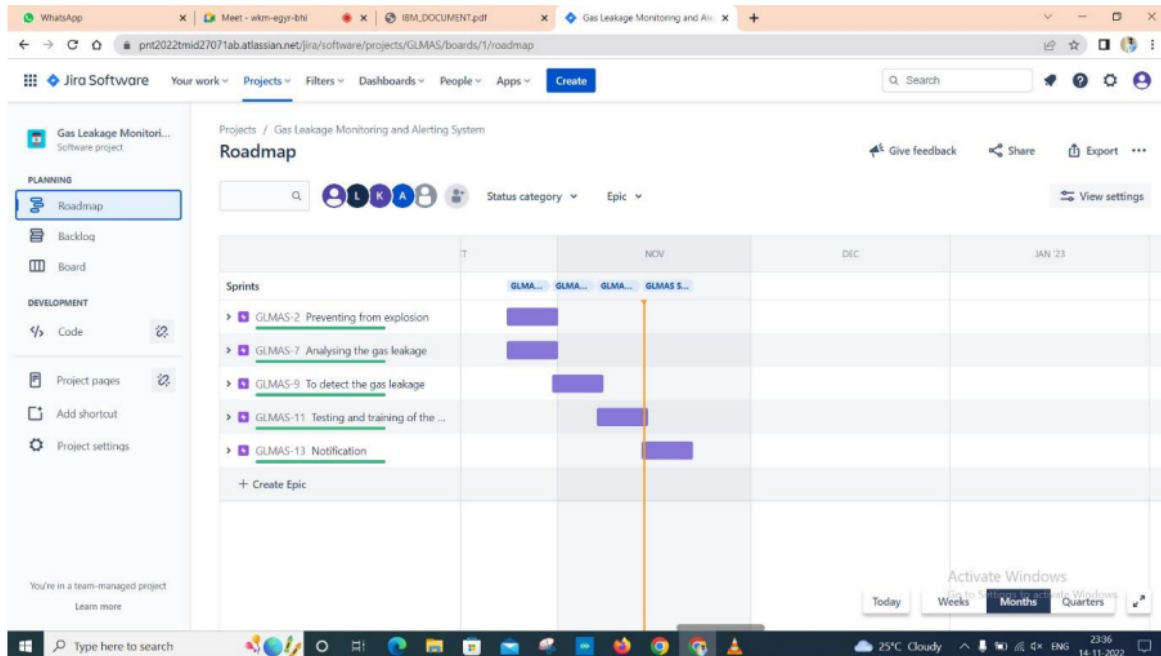 WhatsApp
Meet - wkm-egyr-bhi
IBM_DOCUMENT.pdf
Gas Leakage Monitoring and Ale
pnt2022tmid27071ab.atlassian.net/jira/software/projects/GLMAS/boards/1/roadmap
Jira Software Your work Projects Filters Dashboards People Apps Create Search
Gas Leakage Monitori...
Software project
PLANNING
Roadmap
Backlog
Board
DEVELOPMENT
Code
Project pages
Add shortcut
Project settings
You're in a team-managed project
Learn more
Projects / Gas Leakage Monitoring and Alerting System
Roadmap
Give feedback Share Export
L K A Status category Epic View settings
T NOV DEC JAN '23
Sprints GLMA... GLMA... GLMA... GLMAS S...
GLMAS-2 Preventing from explosion
GLMAS-7 Analysing the gas leakage
GLMAS-9 To detect the gas leakage
GLMAS-11 Testing and training of the ...
GLMAS-13 Notification
+ Create Epic
Activate Windows
Go to Settings to activate Windows.
Today Weeks Months Quarters
Type here to search
25°C Cloudy ENG 23:36
14-11-2022